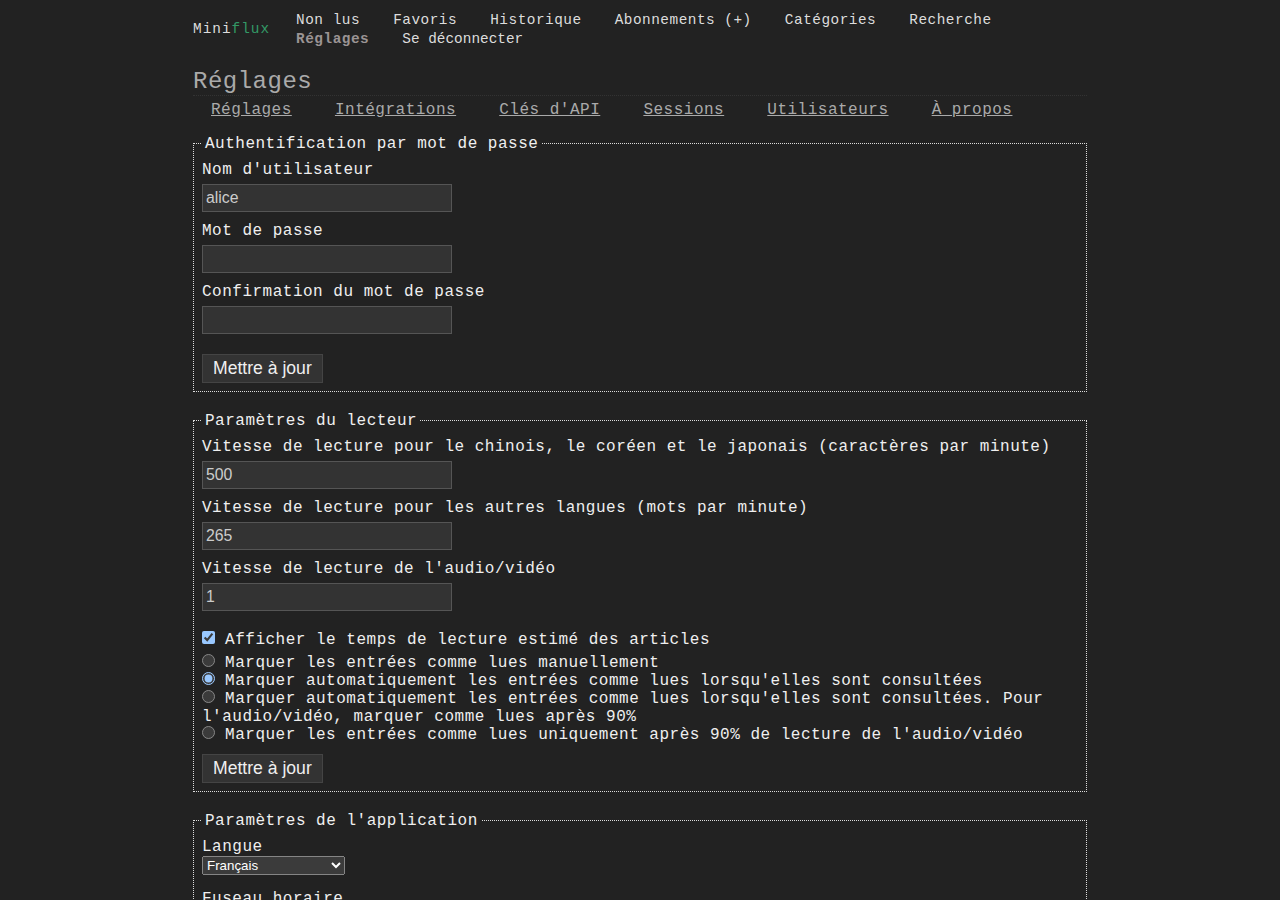 Miniflux
Non lus Favoris Historique Abonnements (+) Catégories Recherche
Réglages Se déconnecter
Réglages
Réglages Intégrations Clés d'API Sessions Utilisateurs À propos
Authentification par mot de passe
Nom d'utilisateur
alice
Mot de passe
Confirmation du mot de passe
Mettre à jour
Paramètres du lecteur
Vitesse de lecture pour le chinois, le coréen et le japonais (caractères par minute)
500
Vitesse de lecture pour les autres langues (mots par minute)
265
Vitesse de lecture de l'audio/vidéo
1
Afficher le temps de lecture estimé des articles
Marquer les entrées comme lues manuellement
Marquer automatiquement les entrées comme lues lorsqu'elles sont consultées
Marquer automatiquement les entrées comme lues lorsqu'elles sont consultées. Pour
l'audio/vidéo, marquer comme lues après 90%
Marquer les entrées comme lues uniquement après 90% de lecture de l'audio/vidéo
Mettre à jour
Paramètres de l'application
Langue
Français
Fuseau horaire